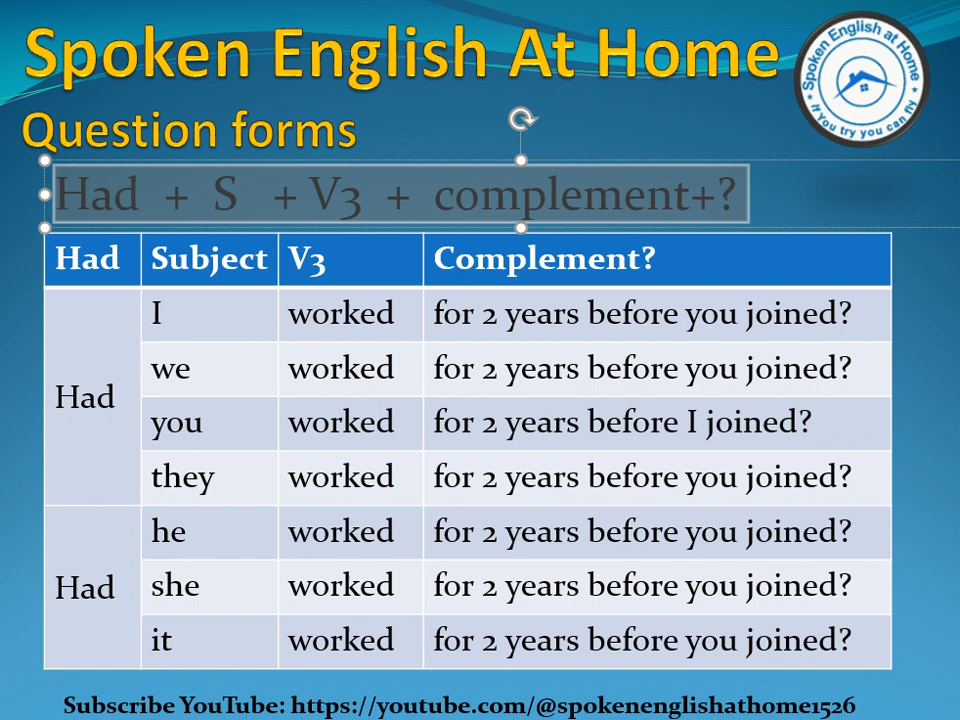 Spoken English At Home
Spoken English at Home
If You try you can fly
Question forms
Had + S + V3 + complement+?
Had Subject V3 Complement?
Had I worked for 2 years before you joined?
we worked for 2 years before you joined?
you worked for 2 years before I joined?
they worked for 2 years before you joined?
Had he worked for 2 years before you joined?
she worked for 2 years before you joined?
it worked for 2 years before you joined?
Subscribe YouTube: https://youtube.com/@spokenenglishathome1526